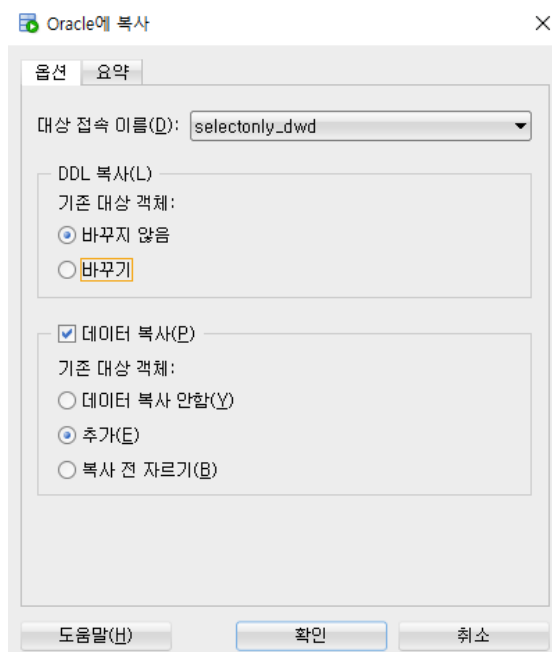 Oracle에 복사
옵션 요약
대상 접속 이름(D): selectonly_dwd
DDL 복사(L)
기존 대상 객체:
바꾸지 않음
바꾸기
데이터 복사(P)
기존 대상 객체:
데이터 복사 안함(Y)
추가(E)
복사 전 자르기(B)
도움말(H) 확인 취소